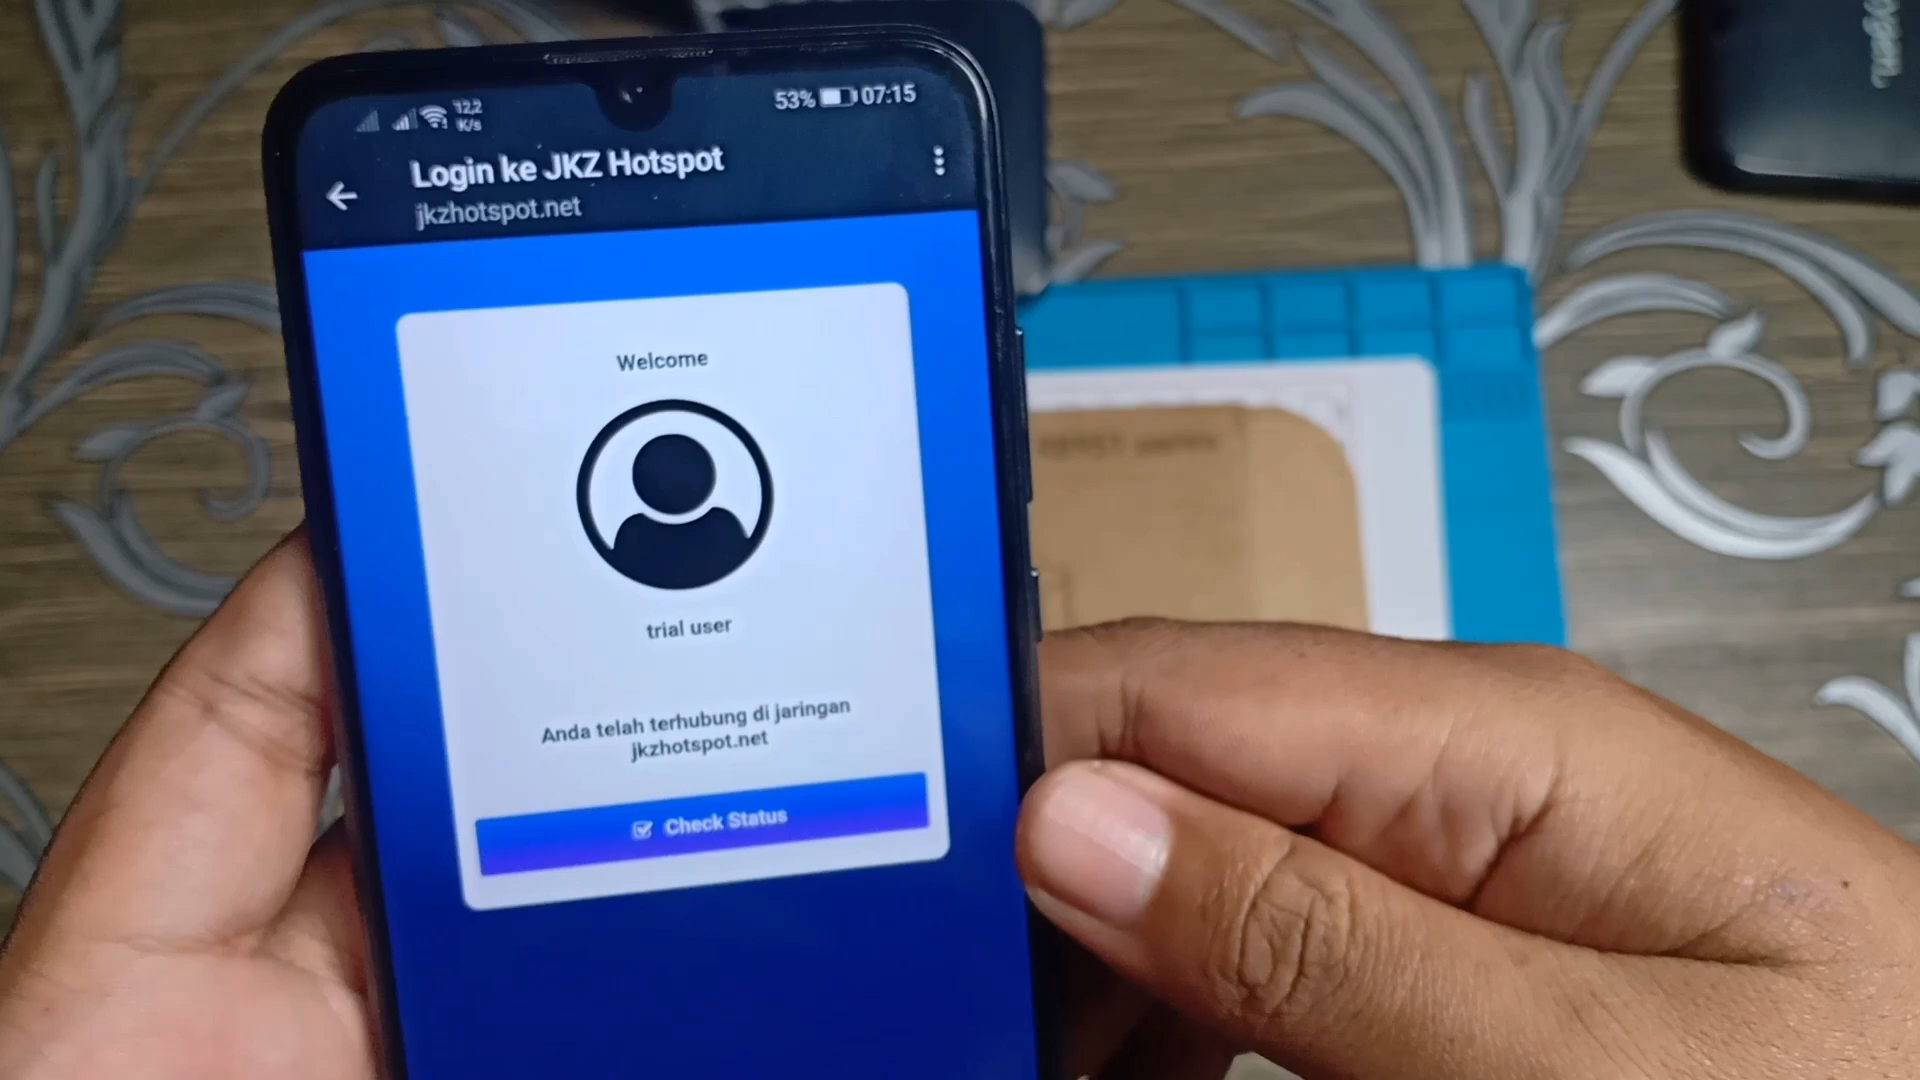 12.2
K/s
53%
07:15
Login ke JKZ Hotspot
jkzhotspot.net
Welcome
trial user
Anda telah terhubung di jaringan
jkzhotspot.net
Check Status